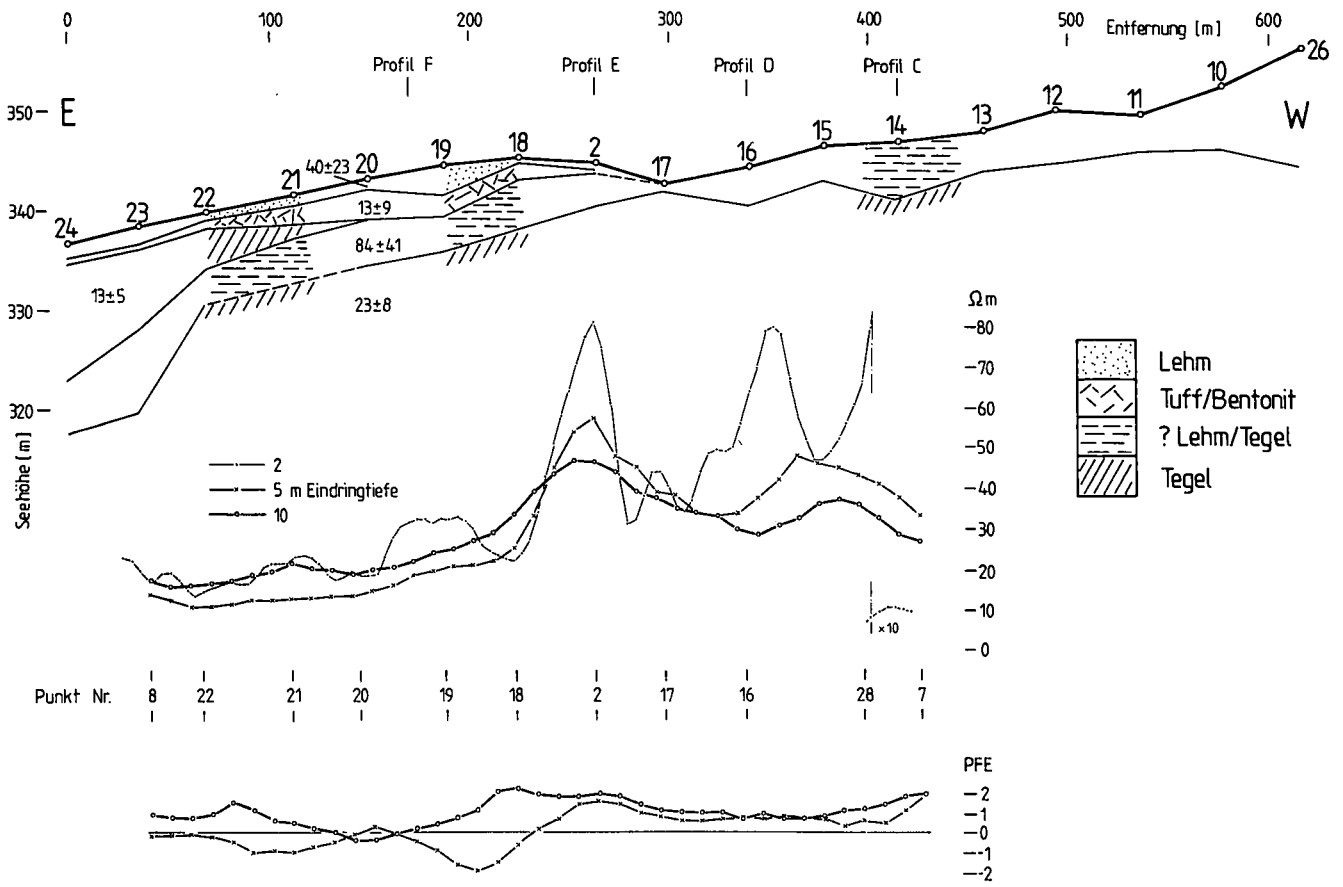 0 100 200 300 400 500 Entfernung [m] 600
Profil F Profil E Profil D Profil C
E W
24 23 22 21 20 19 18 2 17 16 15 14 13 12 11 10 26
350
340
330
320
Seehöhe [m]
40±23
13±9
84±41
13±5
23±8
Ωm
80
70
60
50
40
30
20
10
0
×10
2
5 m Eindringtiefe
10
Lehm
Tuff/Bentonit
? Lehm/Tegel
Tegel
Punkt Nr. 8 22 21 20 19 18 2 17 16 28 7
PFE
2
1
0
-1
-2